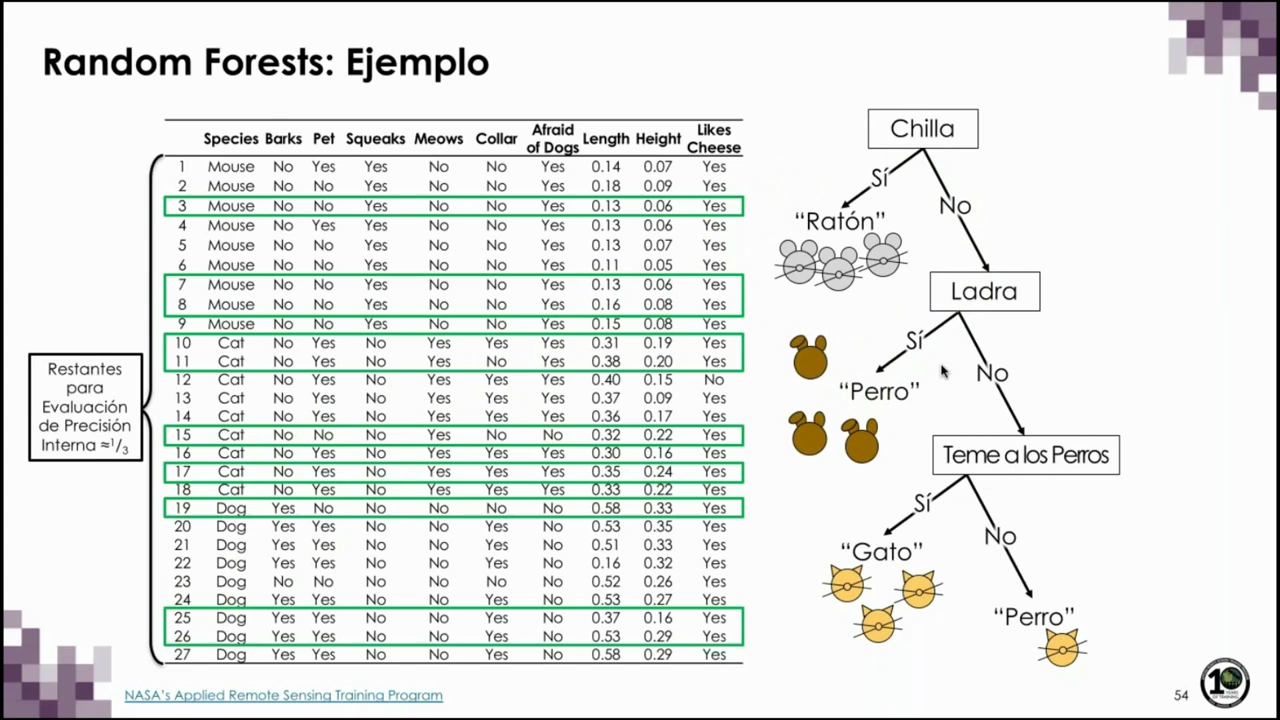 Random Forests: Ejemplo
Species Barks Pet Squeaks Meows Collar Afraid of Dogs Length Height Likes Cheese
1 Mouse No Yes Yes No No Yes 0.14 0.07 Yes
2 Mouse No No Yes No No Yes 0.18 0.09 Yes
3 Mouse No No Yes No No Yes 0.13 0.06 Yes
4 Mouse No Yes Yes No No Yes 0.13 0.06 Yes
5 Mouse No No Yes No No Yes 0.13 0.07 Yes
6 Mouse No No Yes No No Yes 0.11 0.05 Yes
7 Mouse No No Yes No No Yes 0.13 0.06 Yes
8 Mouse No No Yes No No Yes 0.16 0.08 Yes
9 Mouse No No Yes No No Yes 0.15 0.08 Yes
10 Cat No Yes No Yes Yes Yes 0.31 0.19 Yes
11 Cat No Yes No Yes No Yes 0.38 0.20 Yes
12 Cat No Yes No Yes Yes Yes 0.40 0.15 No
13 Cat No Yes No Yes Yes Yes 0.37 0.09 Yes
14 Cat No Yes No Yes Yes Yes 0.36 0.17 Yes
15 Cat No No No Yes No No 0.32 0.22 Yes
16 Cat No Yes No Yes Yes Yes 0.30 0.16 Yes
17 Cat No Yes No Yes Yes Yes 0.35 0.24 Yes
18 Cat No Yes No Yes Yes Yes 0.33 0.22 Yes
19 Dog Yes No No No No No 0.58 0.33 Yes
20 Dog Yes Yes No No Yes No 0.53 0.35 Yes
21 Dog Yes Yes No No Yes No 0.51 0.33 Yes
22 Dog Yes Yes No No Yes No 0.16 0.32 Yes
23 Dog No No No No No No 0.52 0.26 Yes
24 Dog Yes Yes No No Yes No 0.53 0.27 Yes
25 Dog Yes Yes No No Yes No 0.37 0.16 Yes
26 Dog Yes Yes No No Yes No 0.53 0.29 Yes
27 Dog Yes Yes No No Yes No 0.58 0.29 Yes
Restantes
para
Evaluación
de Precisión
Interna ≈1/3
Chilla
Sí
No
“Ratón”
Ladra
Sí
No
“Perro”
Teme a los Perros
Sí
No
“Gato”
“Perro”
NASA's Applied Remote Sensing Training Program
54